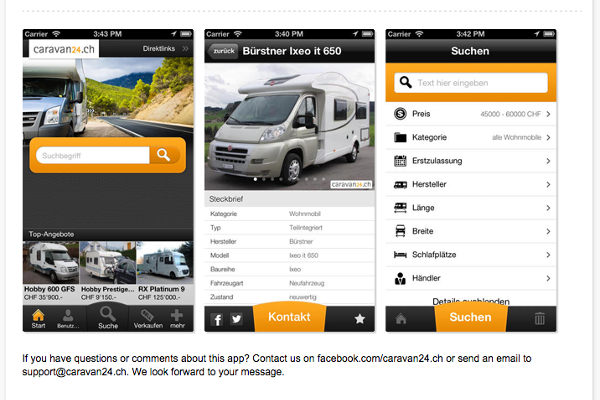 Carrier 3:43 PM
caravan24.ch Direktlinks »
Suchbegriff
Top-Angebote
Hobby 600 GFS Hobby Prestige... RX Platinum 9
CHF 35'900.- CHF 9'150.- CHF 125'000.-
Start Benutz... Suche Verkaufen mehr
Carrier 3:40 PM
zurück Bürstner Ixeo it 650
caravan24.ch
Steckbrief
Kategorie Wohnmobil
Typ Teilintegriert
Hersteller Bürstner
Modell Ixeo it 650
Baureihe Ixeo
Fahrzeugart Neufahrzeug
Zustand neuwertig
Kontakt
Carrier 3:42 PM
Suchen
Text hier eingeben
Preis 45000 - 60000 CHF
Kategorie alle Wohnmobile
Erstzulassung
Hersteller
Länge
Breite
Schlafplätze
Händler
Details ausblenden
Suchen
If you have questions or comments about this app? Contact us on facebook.com/caravan24.ch or send an email to
support@caravan24.ch. We look forward to your message.